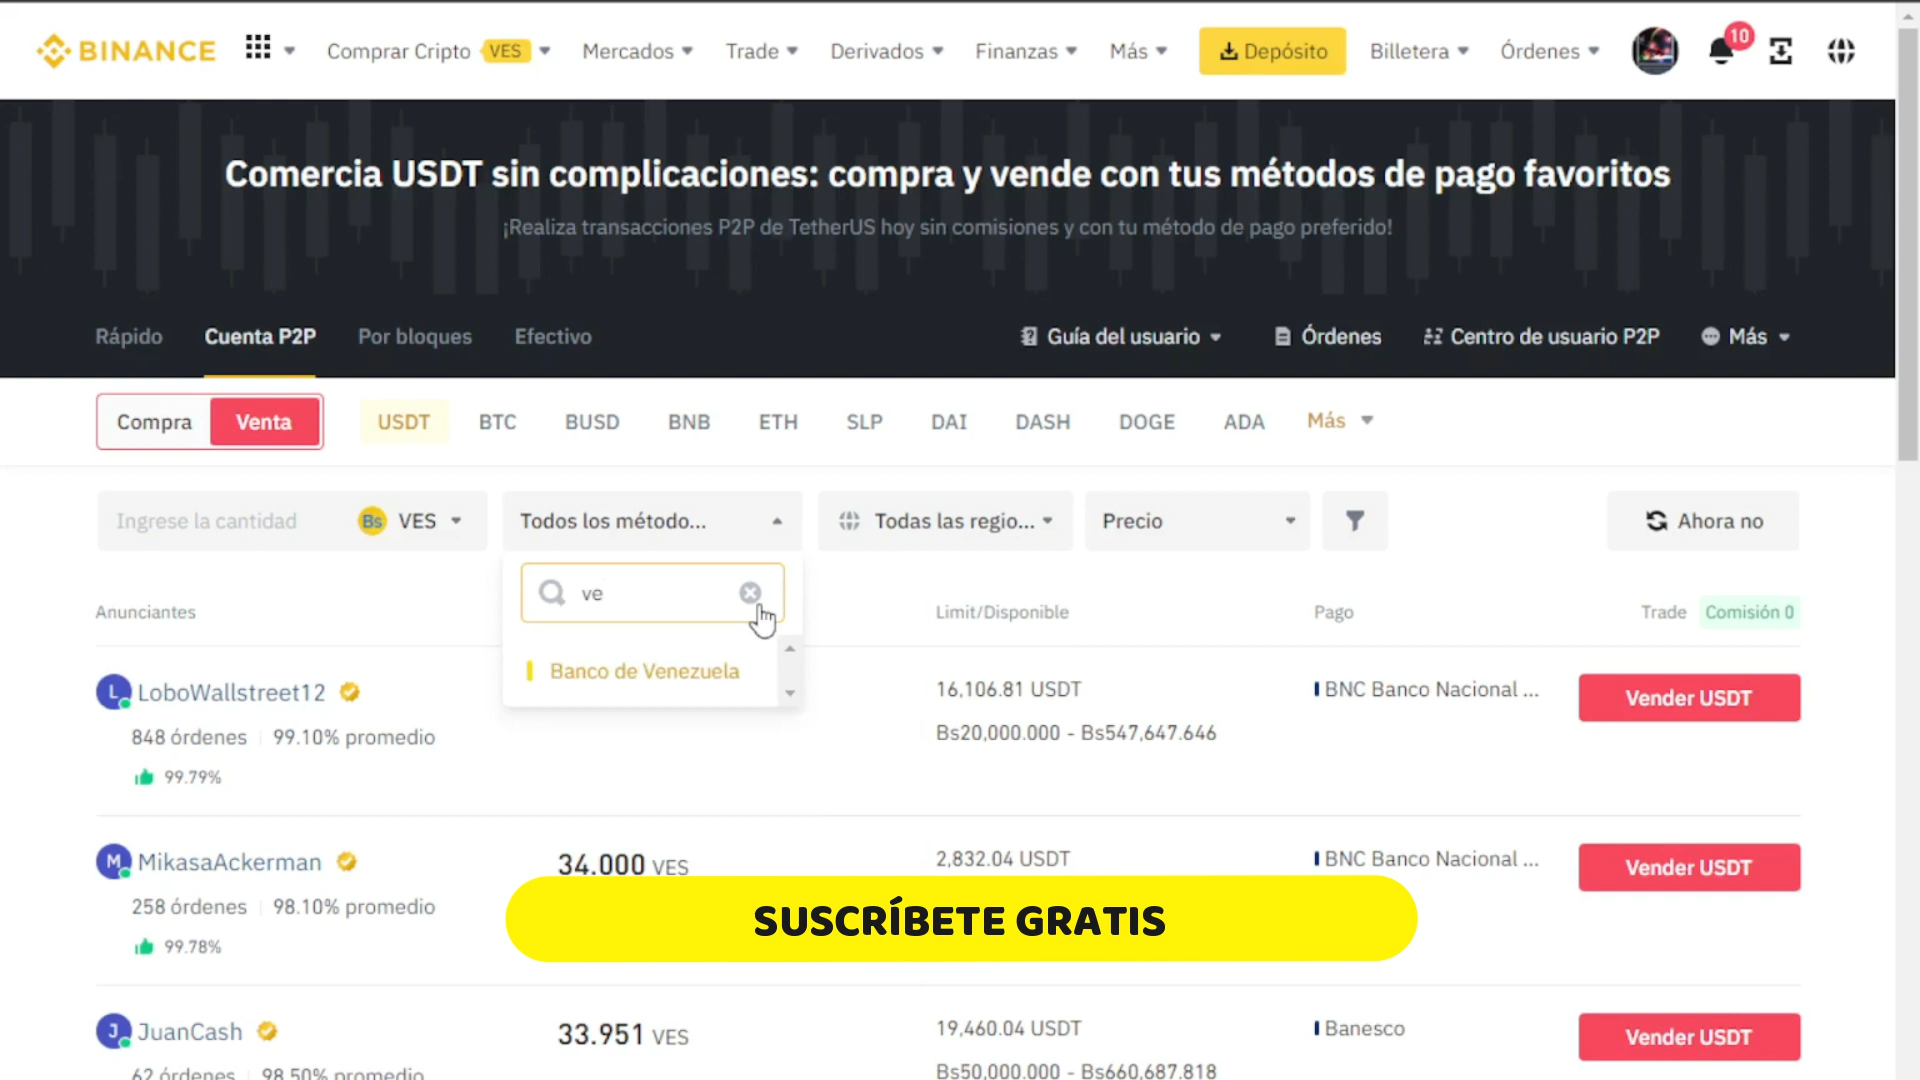 BINANCE
Comprar Cripto VES
Mercados
Trade
Derivados
Finanzas
Más
Depósito
Billetera
Órdenes
10
Comercia USDT sin complicaciones: compra y vende con tus métodos de pago favoritos
¡Realiza transacciones P2P de TetherUS hoy sin comisiones y con tu método de pago preferido!
Rápido
Cuenta P2P
Por bloques
Efectivo
Guía del usuario
Órdenes
Centro de usuario P2P
Más
Compra
Venta
USDT
BTC
BUSD
BNB
ETH
SLP
DAI
DASH
DOGE
ADA
Más
Ingrese la cantidad
Bs VES
Todos los método...
Todas las regio...
Precio
Ahora no
ve
Banco de Venezuela
Anunciantes
Limit/Disponible
Pago
Trade
Comisión 0
L LoboWallstreet12
848 órdenes
99.10% promedio
99.79%
16,106.81 USDT
Bs20,000.000 - Bs547,647.646
BNC Banco Nacional ...
Vender USDT
M MikasaAckerman
258 órdenes
98.10% promedio
99.78%
34.000 VES
2,832.04 USDT
BNC Banco Nacional ...
Vender USDT
SUSCRÍBETE GRATIS
J JuanCash
62 órdenes
98.50% promedio
33.951 VES
19,460.04 USDT
Bs50,000.000 - Bs660,687.818
Banesco
Vender USDT